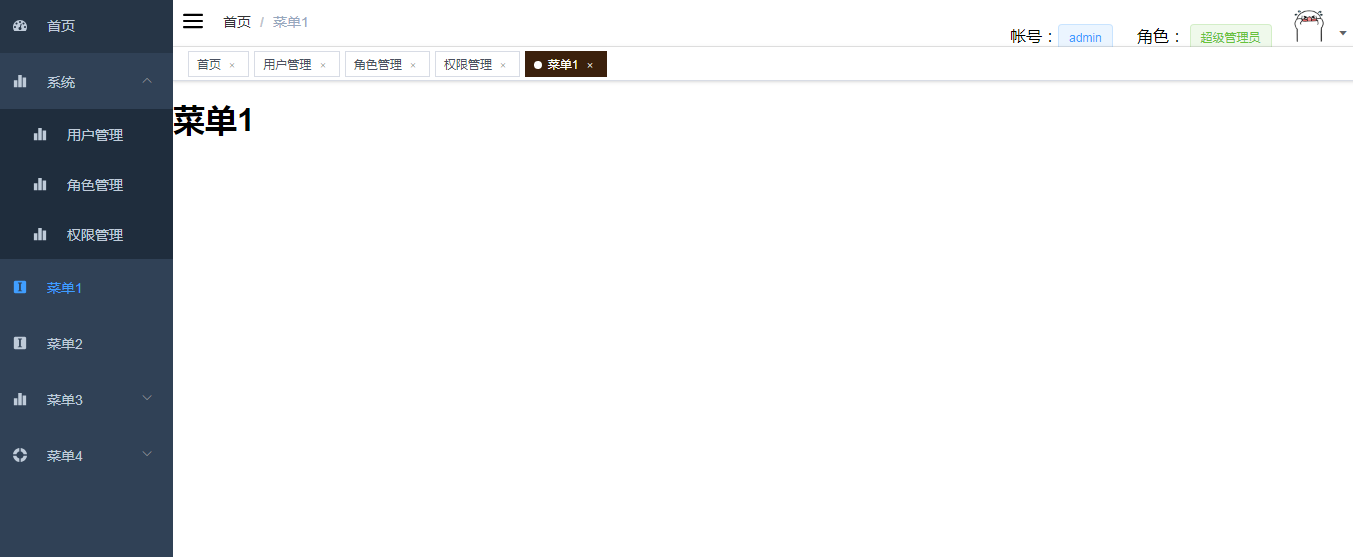 首页
系统
用户管理
角色管理
权限管理
菜单1
菜单2
菜单3
菜单4
首页 / 菜单1
帐号： admin 角色： 超级管理员
首页 × 用户管理 × 角色管理 × 权限管理 × 菜单1 ×
菜单1